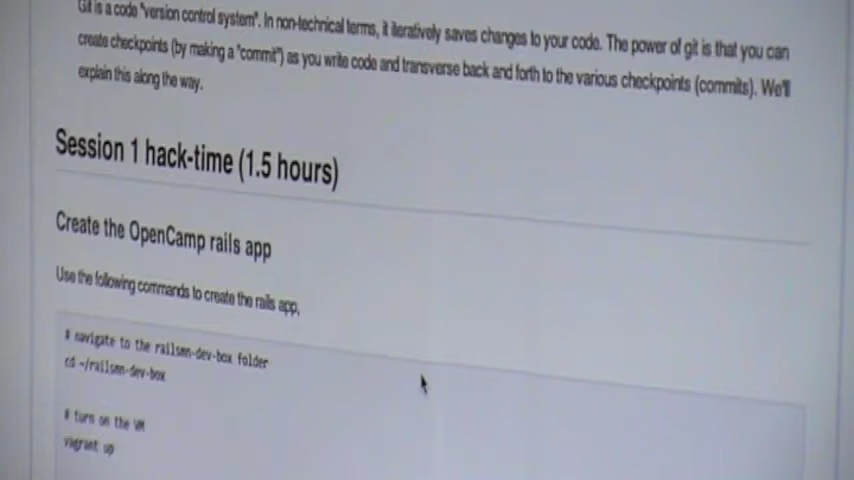 Git is a code "version control system". In non-technical terms, it iteratively saves changes to your code. The power of git is that you can
create checkpoints (by making a "commit") as you write code and transverse back and forth to the various checkpoints (commits). We'll
explain this along the way.
Session 1 hack-time (1.5 hours)
Create the OpenCamp rails app
Use the following commands to create the rails app,
# navigate to the railsmn-dev-box folder
cd ~/railsmn-dev-box
# turn on the VM
vagrant up